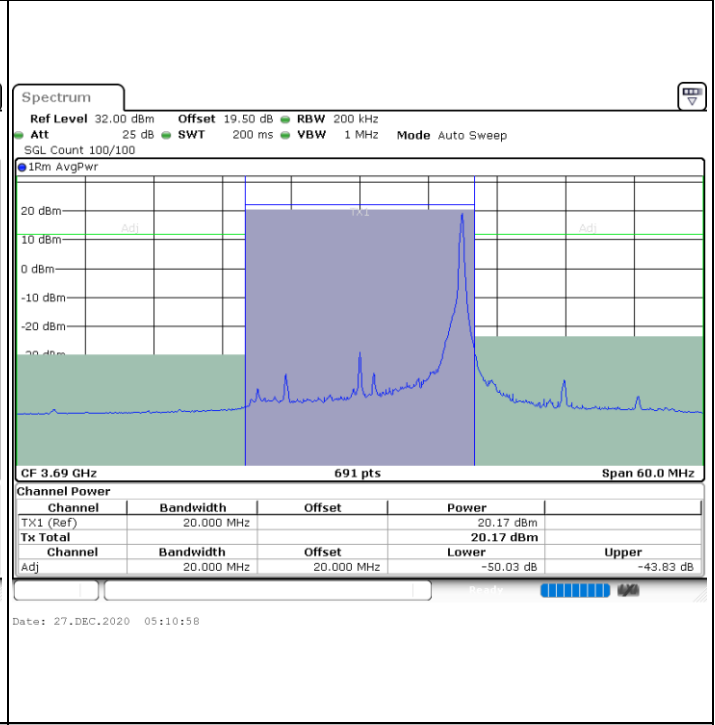 Spectrum
Ref Level 32.00 dBm Offset 19.50 dB RBW 200 kHz
Att 25 dB SWT 200 ms VBW 1 MHz Mode Auto Sweep
SGL Count 100/100
1Rm AvgPwr
TX1
20 dBm
Adj Adj
10 dBm
0 dBm
-10 dBm
-20 dBm
CF 3.69 GHz 691 pts Span 60.0 MHz
Channel Power
Channel Bandwidth Offset Power
TX1 (Ref) 20.000 MHz 20.17 dBm
Tx Total 20.17 dBm
Channel Bandwidth Offset Lower Upper
Adj 20.000 MHz 20.000 MHz -50.03 dB -43.83 dB
Ready
Date: 27.DEC.2020 05:10:58